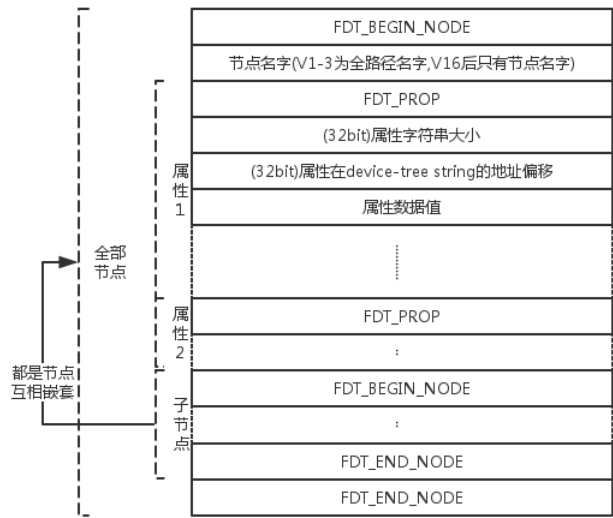 FDT_BEGIN_NODE
节点名字(V1-3为全路径名字,V16后只有节点名字)
FDT_PROP
(32bit)属性字符串大小
(32bit)属性在device-tree string的地址偏移
属性数据值
属
性
1
全部
节点
FDT_PROP
属
性
2
都是节点
互相嵌套
FDT_BEGIN_NODE
子
节
点
FDT_END_NODE
FDT_END_NODE